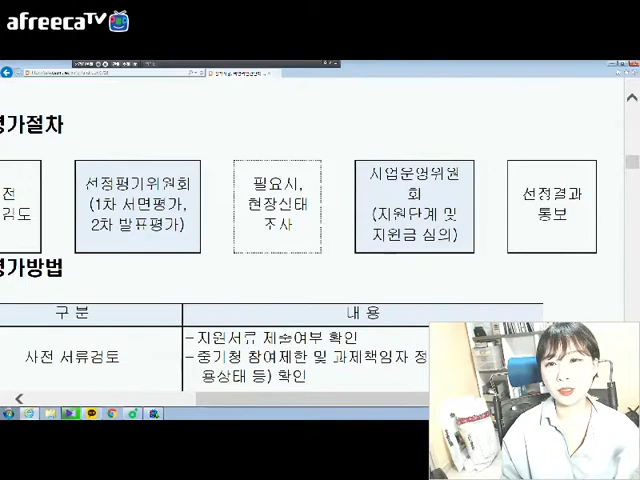 afreecaTV
평가절차
전
검토
선정평가위원회
(1차 서면평가,
2차 발표평가)
필요시,
현장실태
조사
사업운영위원
회
(지원단계 및
지원금 심의)
선정결과
통보
평가방법
구 분
내 용
사전 서류검토
– 지원서류 제출여부 확인
– 중기청 참여제한 및 과제책임자 정
용상태 등) 확인